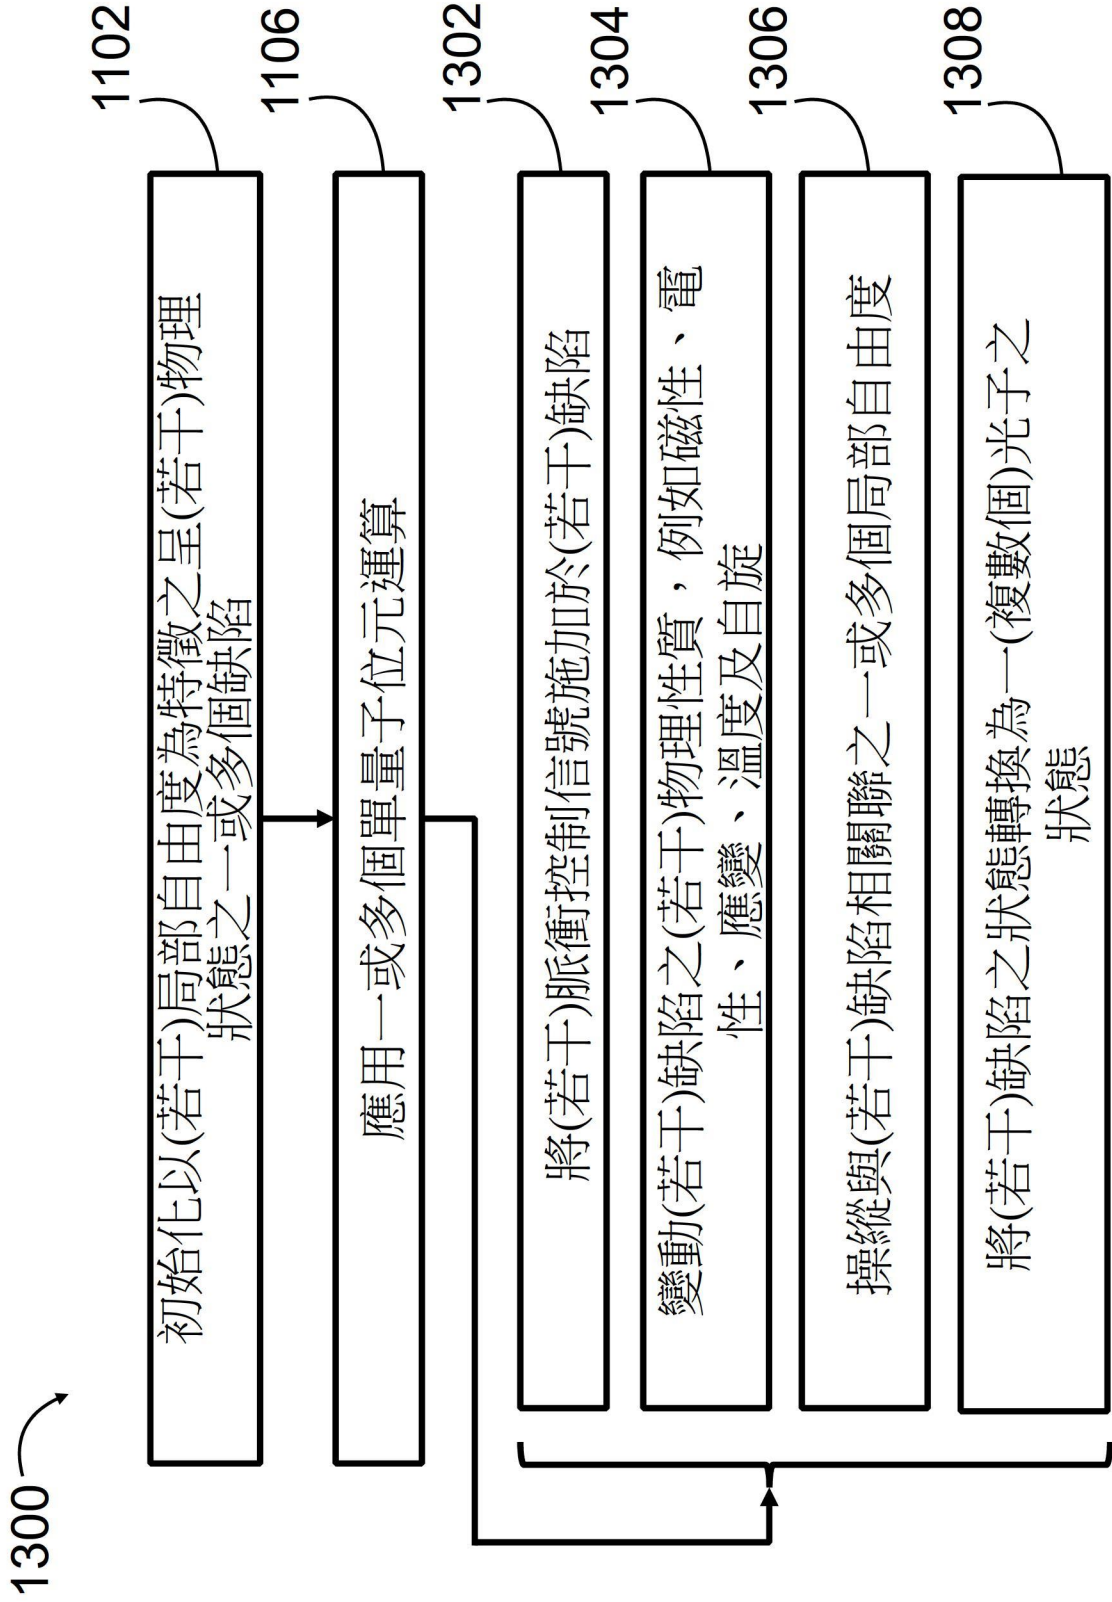 1300
1102
初始化以(若干)局部自由度為特徵之呈(若干)物理
狀態之一或多個缺陷
1106
應用一或多個單量子位元運算
1302
將(若干)脈衝控制信號施加於(若干)缺陷
1304
變動(若干)缺陷之(若干)物理性質，例如磁性、電
性、應變、溫度及自旋
1306
操縱與(若干)缺陷相關聯之一或多個局部自由度
1308
將(若干)缺陷之狀態轉換為一(複數個)光子之
狀態